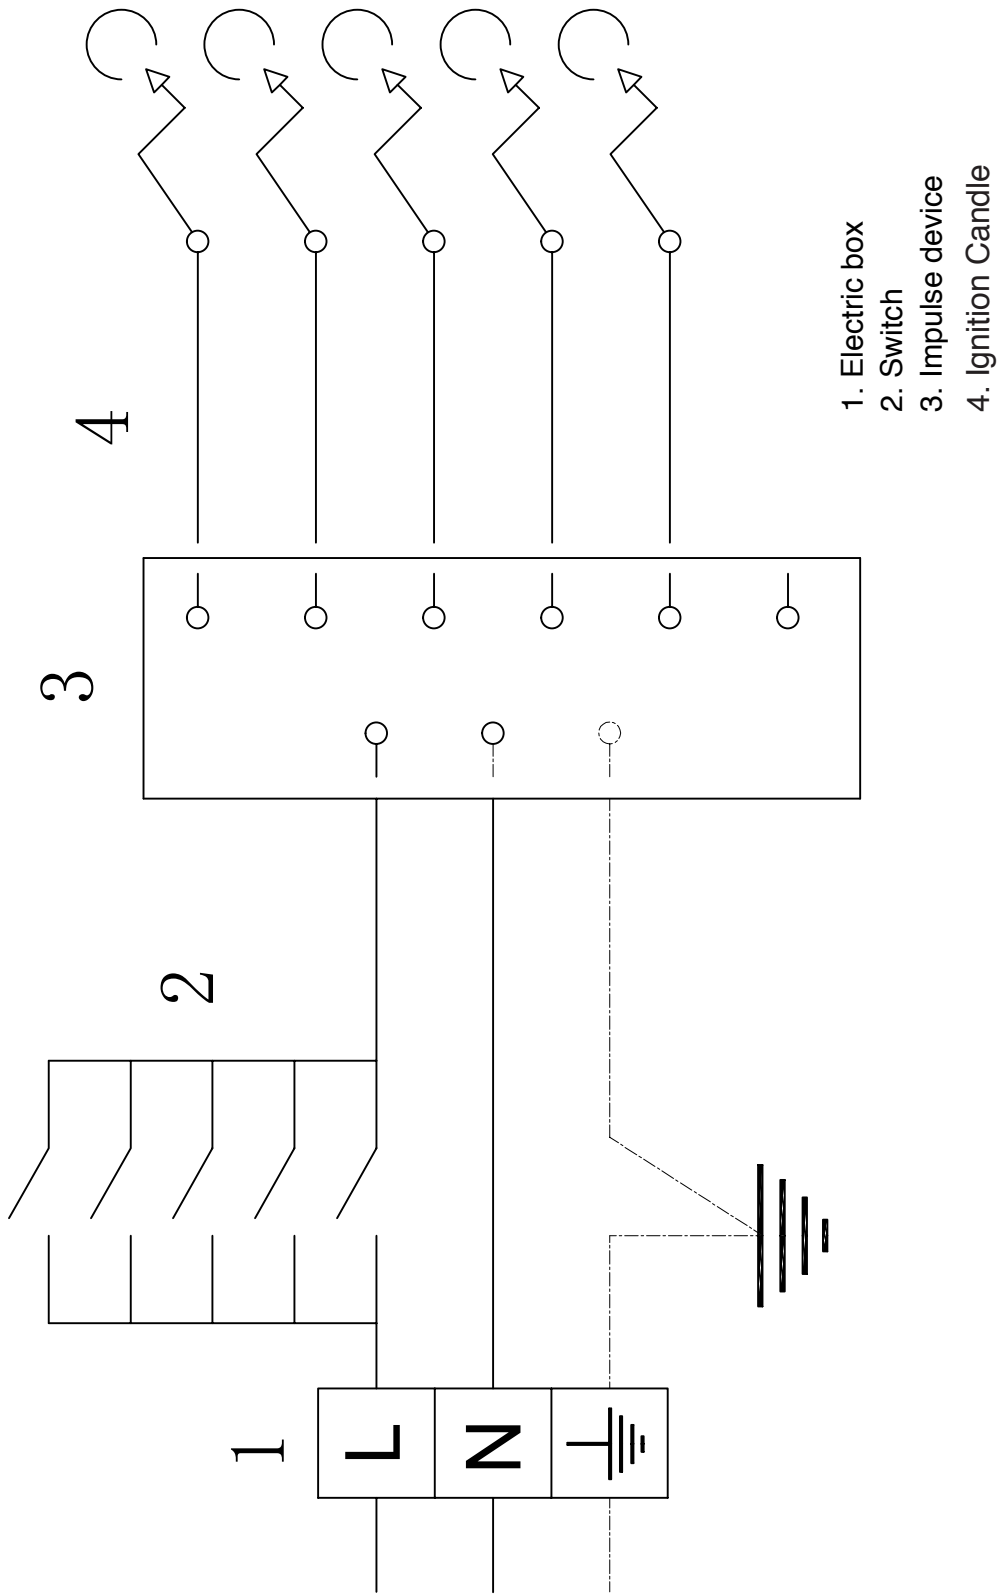 1
2
3
4
L
N
1. Electric box
2. Switch
3. Impulse device
4. Ignition Candle